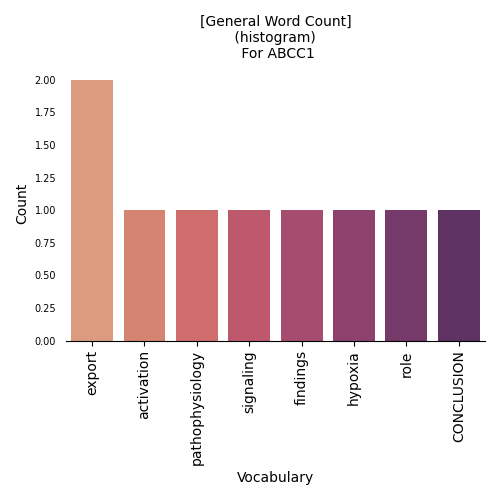 [General Word Count]
(histogram)
For ABCC1
2.00
1.75
1.50
1.25
1.00
0.75
0.50
0.25
0.00
Count
export
activation
pathophysiology
signaling
findings
hypoxia
role
CONCLUSION
Vocabulary